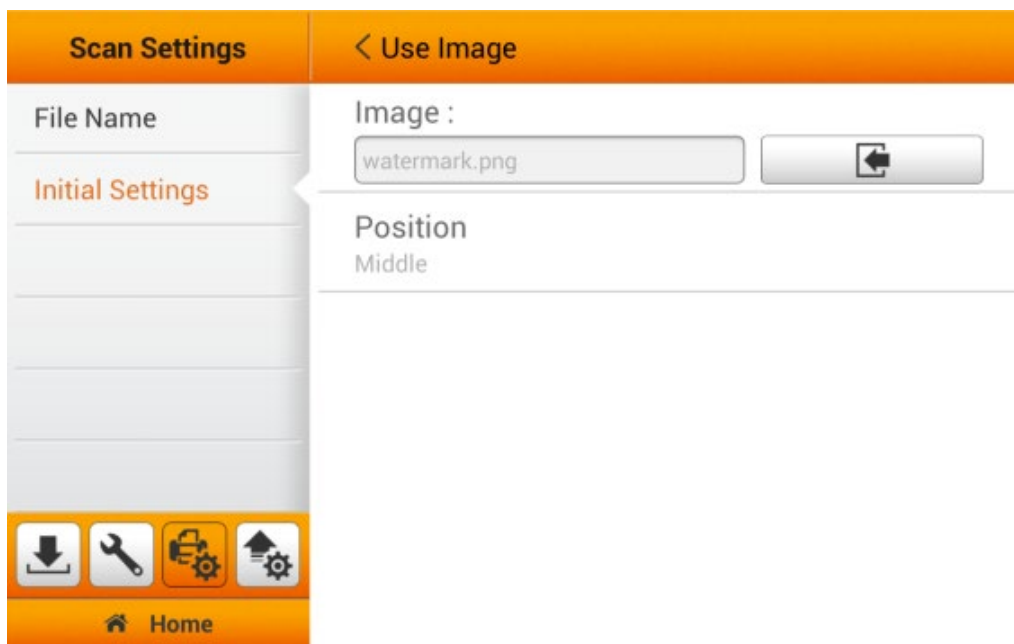 Scan Settings
< Use Image
File Name
Initial Settings
Image :
watermark.png
Position
Middle
Home